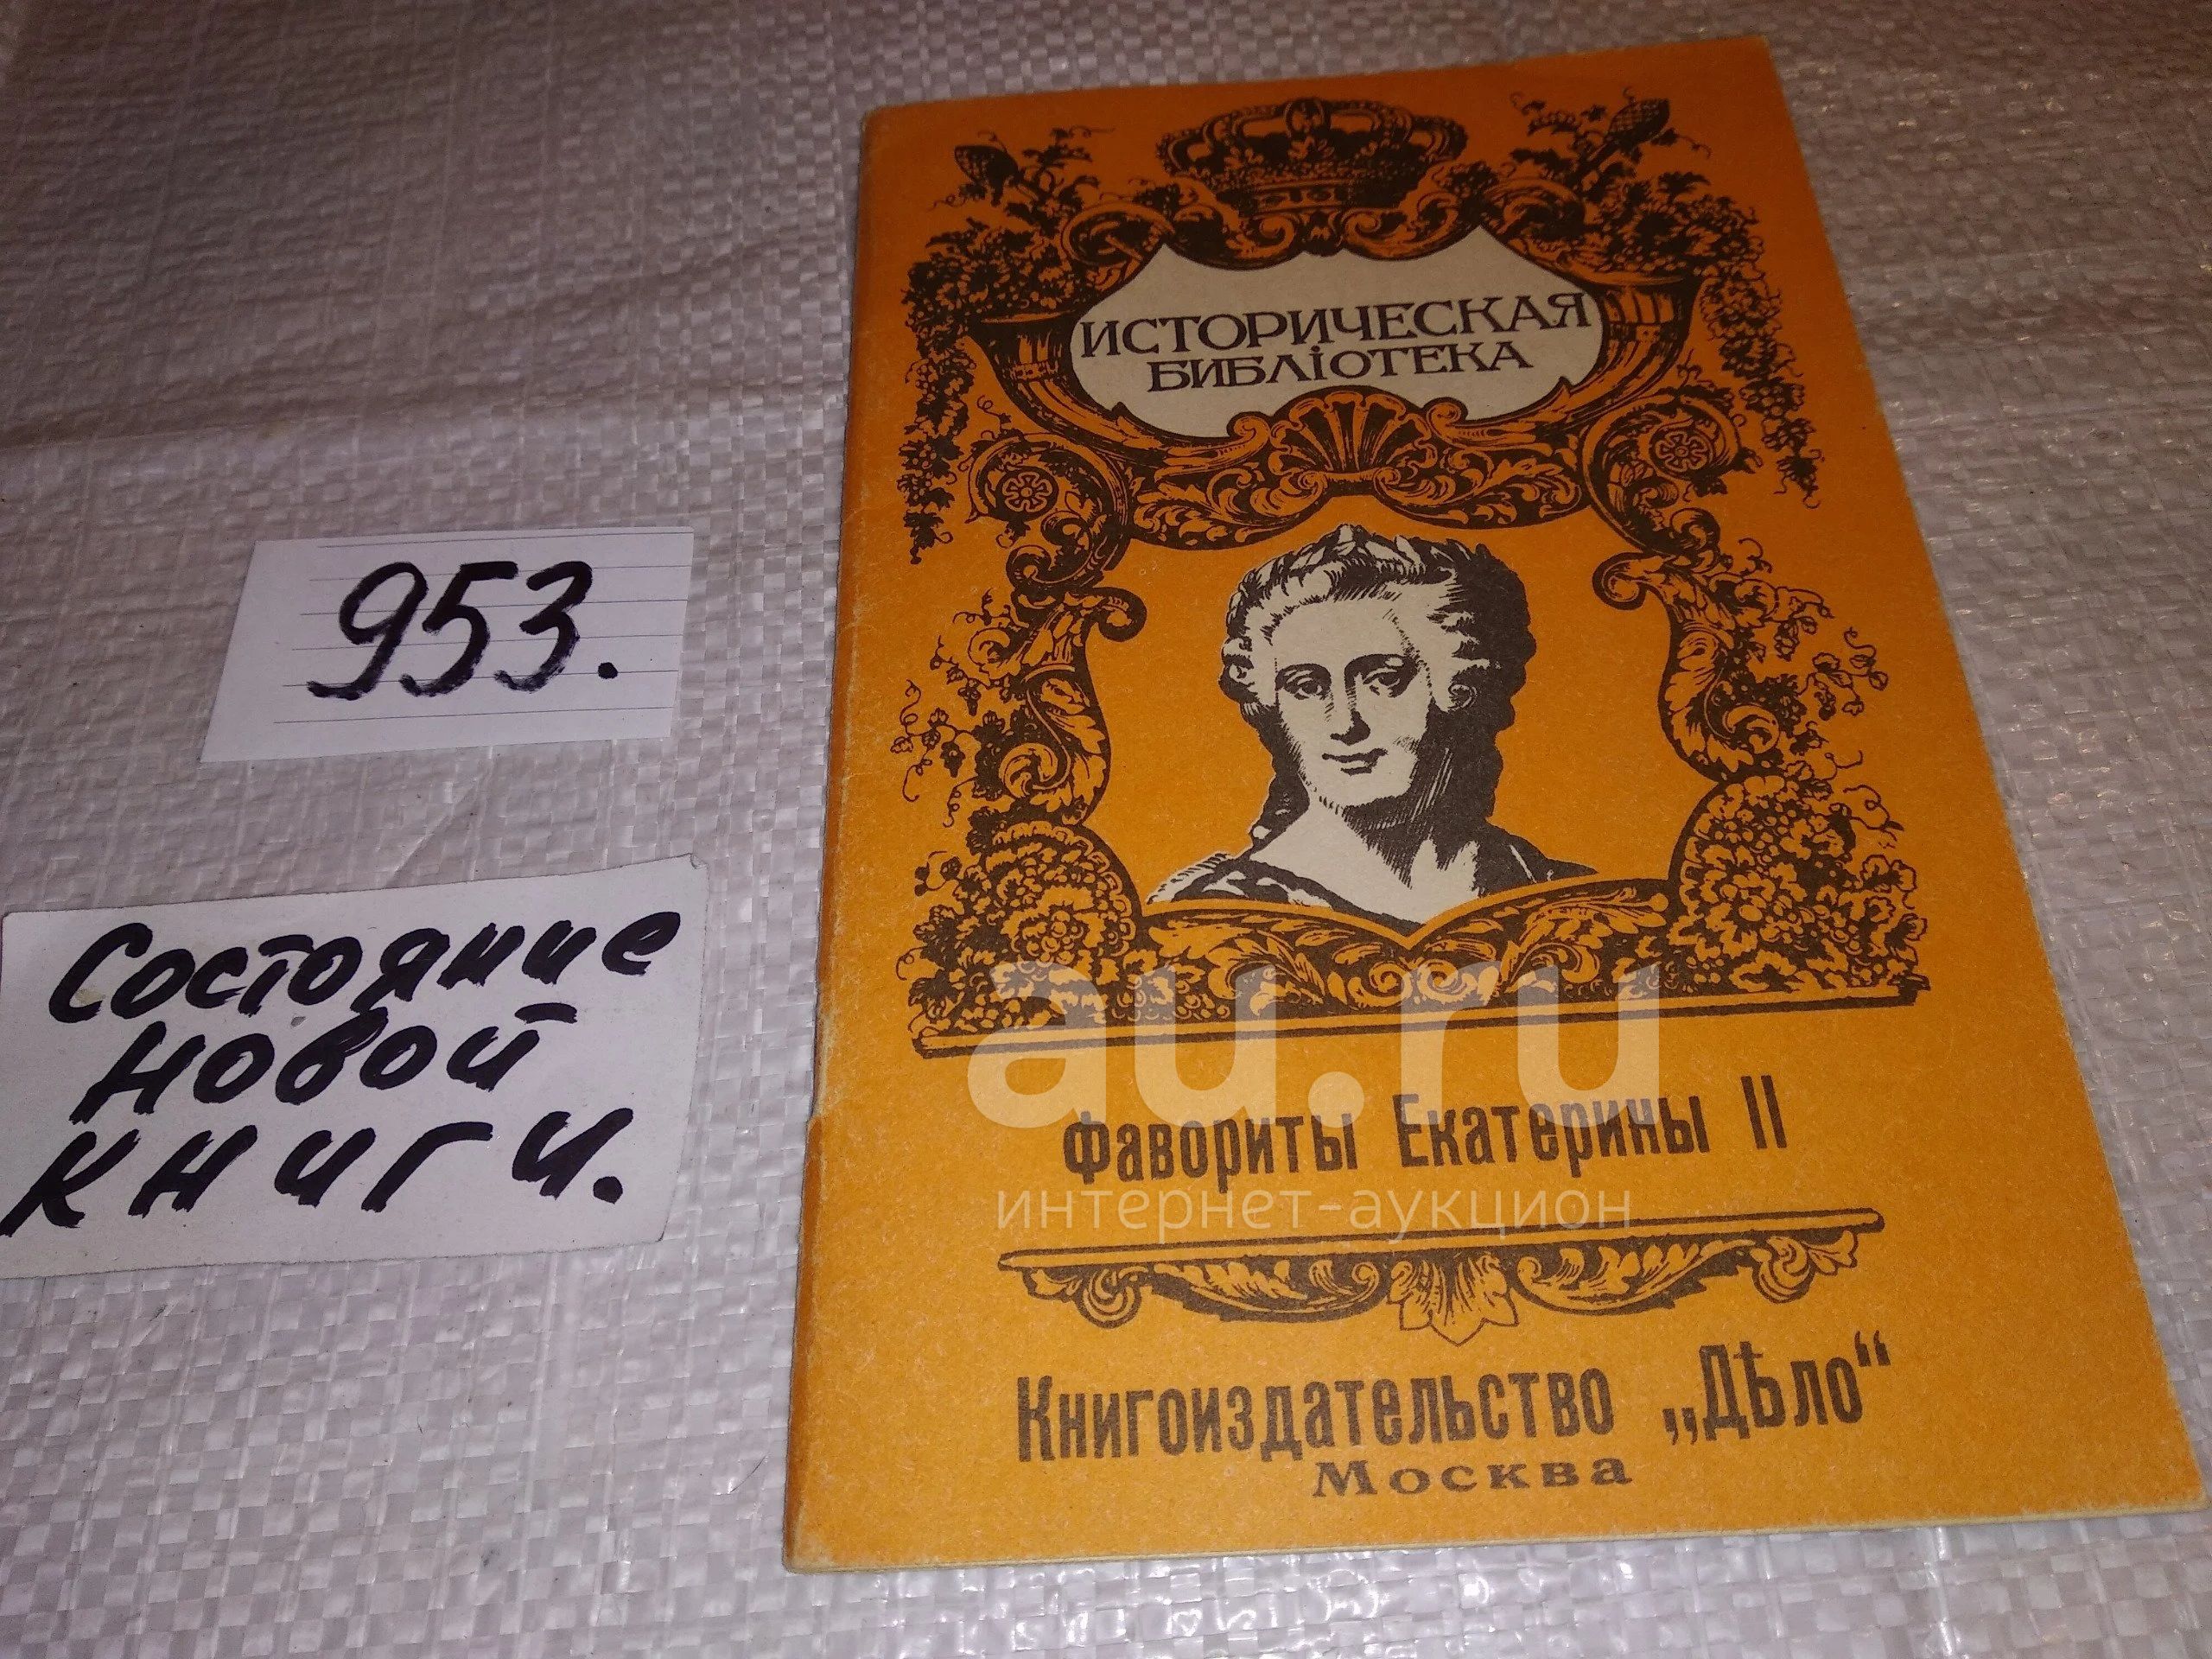 953.
Состояние
новой
книги.
ИСТОРИЧЕСКАЯ
БИБЛіОТЕКА
au.ru
Фавориты Екатерины II
интернет-аукцион
Книгоиздательство „Дѣло“
Москва